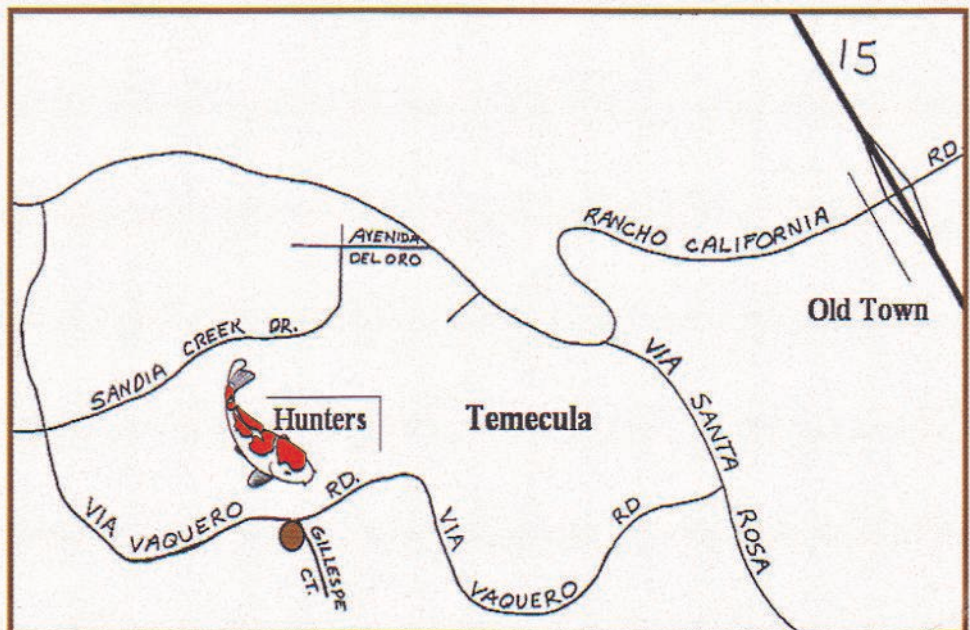 15
RANCHO CALIFORNIA RD.
Old Town
AVENIDA
DEL ORO
SANDIA CREEK DR.
VIA SANTA ROSA
Hunters
Temecula
VIA VAQUERO RD.
GILLESPE
CT.
VIA VAQUERO RD